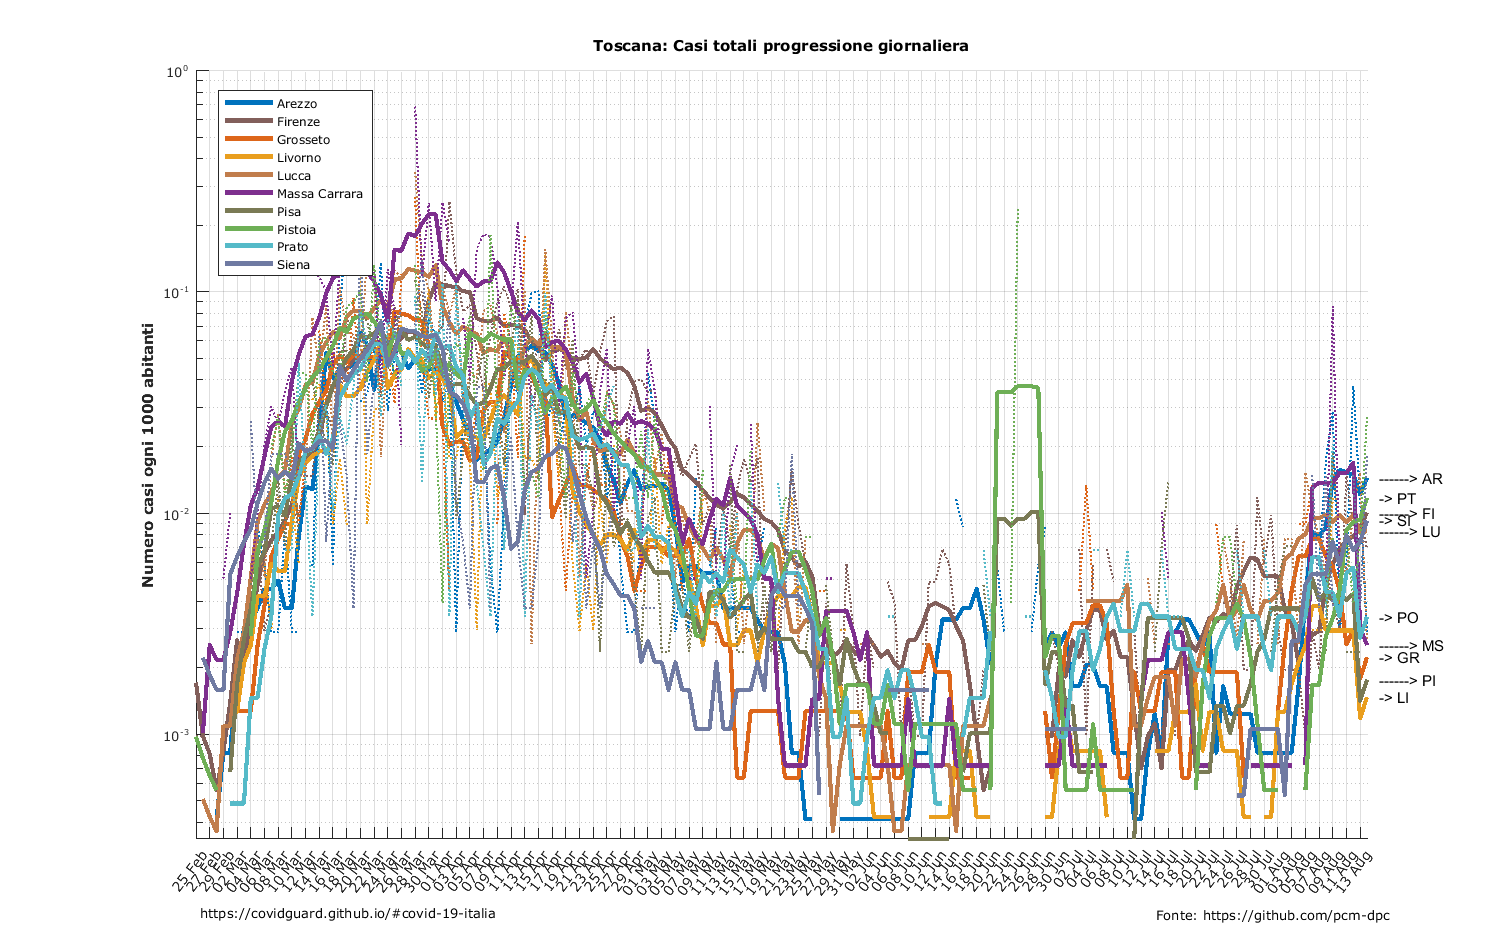 Toscana: Casi totali progressione giornaliera
Numero casi ogni 1000 abitanti
10⁰
10⁻¹
10⁻²
10⁻³
Arezzo
Firenze
Grosseto
Livorno
Lucca
Massa Carrara
Pisa
Pistoia
Prato
Siena
------> AR
-> PT
------> FI
-> SI
------> LU
-> PO
------> MS
-> GR
------> PI
-> LI
25 Feb
27 Feb
29 Feb
02 Mar
04 Mar
06 Mar
08 Mar
10 Mar
12 Mar
14 Mar
16 Mar
18 Mar
20 Mar
22 Mar
24 Mar
26 Mar
28 Mar
30 Mar
01 Apr
03 Apr
05 Apr
07 Apr
09 Apr
11 Apr
13 Apr
15 Apr
17 Apr
19 Apr
21 Apr
23 Apr
25 Apr
27 Apr
29 Apr
01 May
03 May
05 May
07 May
09 May
11 May
13 May
15 May
17 May
19 May
21 May
23 May
25 May
27 May
29 May
31 May
02 Jun
04 Jun
06 Jun
08 Jun
10 Jun
12 Jun
14 Jun
16 Jun
18 Jun
20 Jun
22 Jun
24 Jun
26 Jun
28 Jun
30 Jun
02 Jul
04 Jul
06 Jul
08 Jul
10 Jul
12 Jul
14 Jul
16 Jul
18 Jul
20 Jul
22 Jul
24 Jul
26 Jul
28 Jul
30 Jul
01 Aug
03 Aug
05 Aug
07 Aug
09 Aug
11 Aug
13 Aug
https://covidguard.github.io/#covid-19-italia
Fonte: https://github.com/pcm-dpc